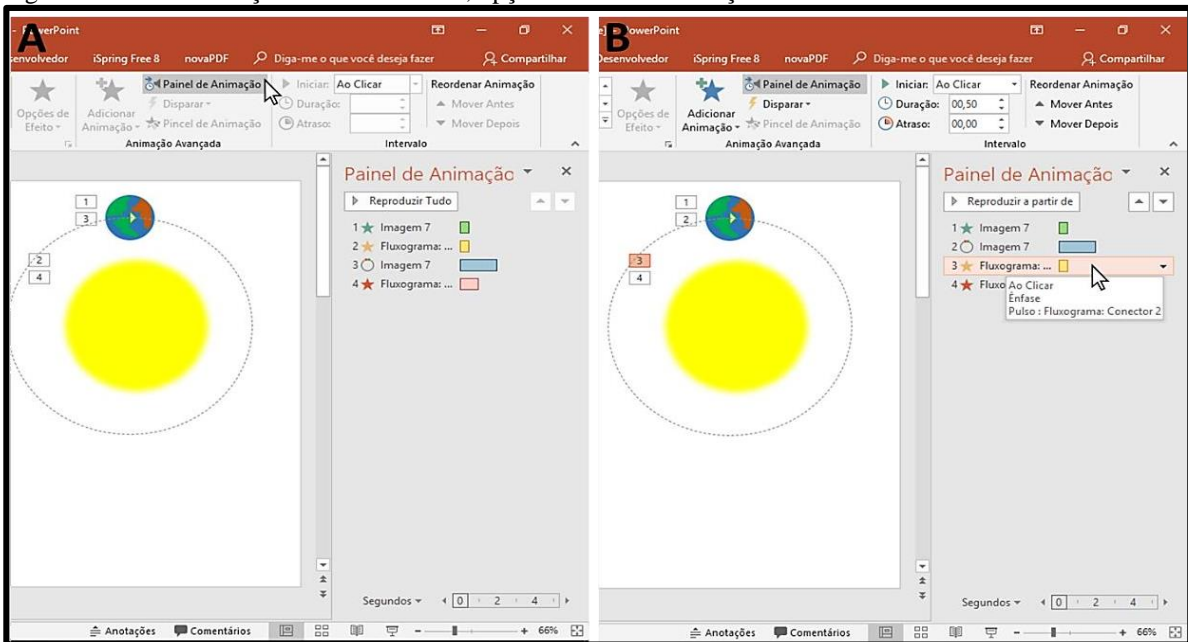 A
- PowerPoint
esenvolvedor iSpring Free 8 novaPDF Diga-me o que você deseja fazer Compartilhar
Painel de Animação Iniciar: Ao Clicar Reordenar Animação
Opções de Efeito Adicionar Animação Disparar Duração: Mover Antes
Pincel de Animação Atraso: Mover Depois
Animação Avançada Intervalo
Painel de Animação
Reproduzir Tudo
1 Imagem 7
2 Fluxograma: ...
3 Imagem 7
4 Fluxograma: ...
1
3
2
4
Segundos 0 2 4
Anotações Comentários 66%
B
e] - PowerPoint
Desenvolvedor iSpring Free 8 novaPDF Diga-me o que você deseja fazer Compartilhar
Painel de Animação Iniciar: Ao Clicar Reordenar Animação
Opções de Efeito Adicionar Animação Disparar Duração: 00,50 Mover Antes
Pincel de Animação Atraso: 00,00 Mover Depois
Animação Avançada Intervalo
Painel de Animação
Reproduzir a partir de
1 Imagem 7
2 Imagem 7
3 Fluxograma: ...
4 Fluxo
Ao Clicar
Ênfase
Pulso : Fluxograma: Conector 2
1
2
3
4
Segundos 0 2 4
Anotações Comentários 66%